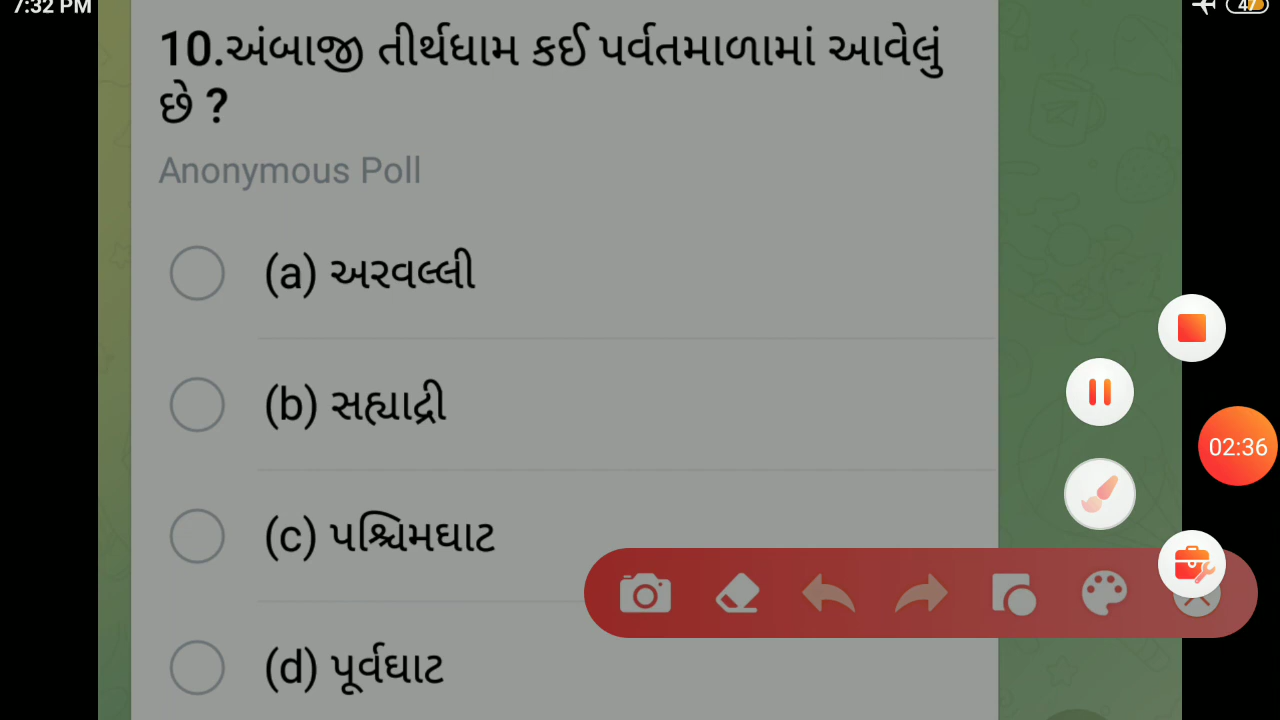 7:32 PM
47
10.અંબાજી તીર્થધામ કઈ પર્વતમાળામાં આવેલું
છે ?
Anonymous Poll
(a) અરવલ્લી
(b) સહ્યાદ્રી
(c) પશ્ચિમઘાટ
(d) પૂર્વઘાટ
02:36